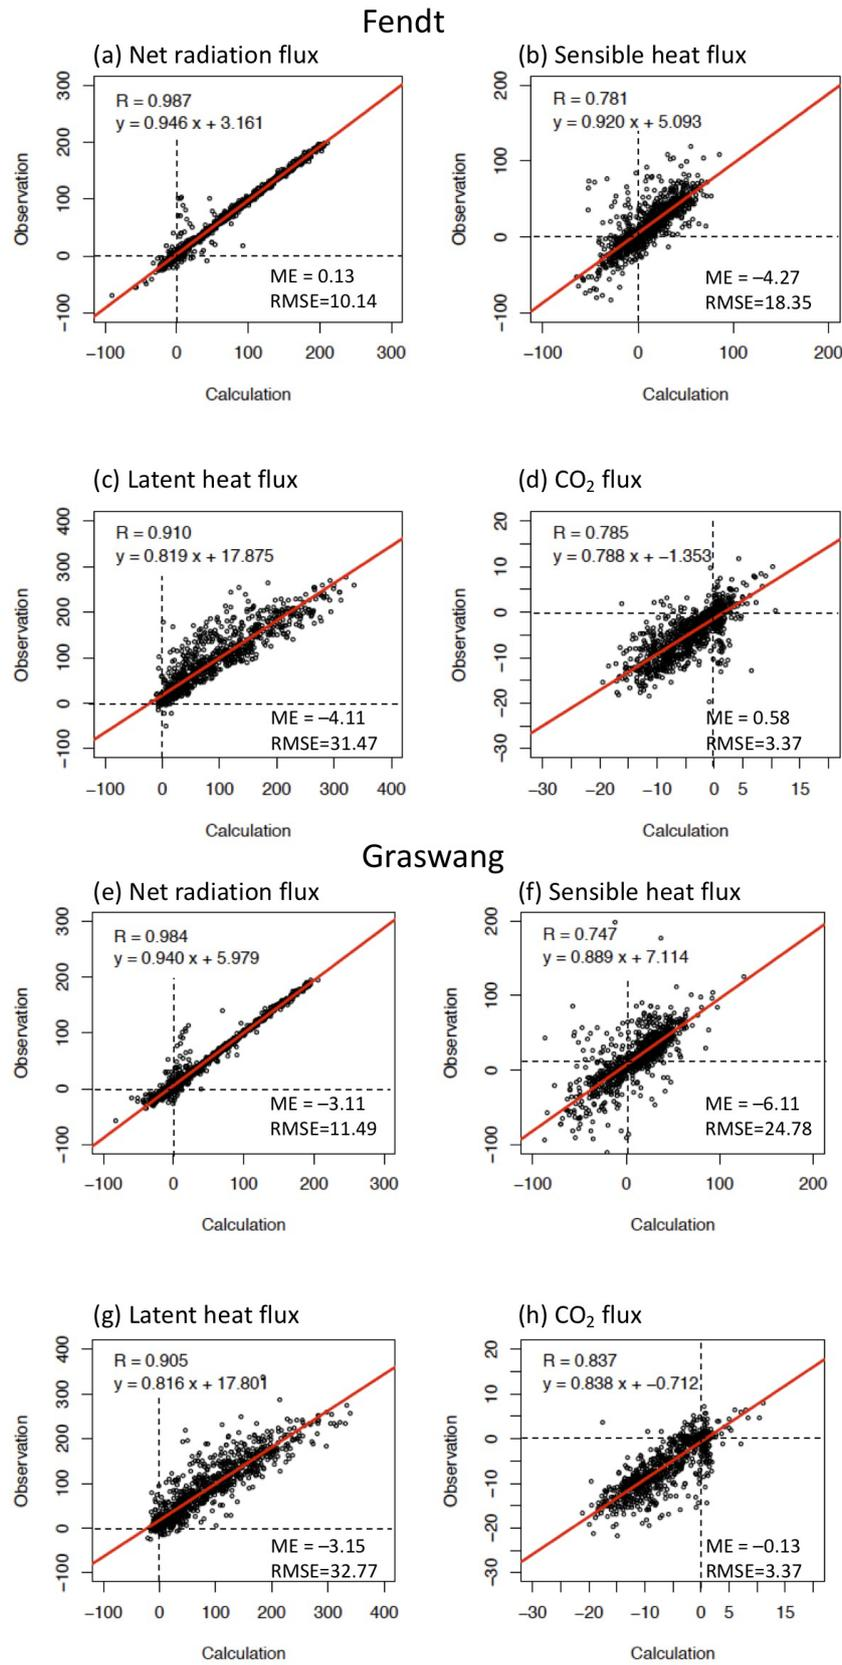 Fendt
(a) Net radiation flux
R = 0.987
y = 0.946 x + 3.161
ME = 0.13
RMSE=10.14
Observation
300
200
100
0
−100
−100 0 100 200 300
Calculation
(b) Sensible heat flux
R = 0.781
y = 0.920 x + 5.093
ME = −4.27
RMSE=18.35
Observation
200
100
0
−100
−100 0 100 200
Calculation
(c) Latent heat flux
R = 0.910
y = 0.819 x + 17.875
ME = −4.11
RMSE=31.47
Observation
400
300
200
100
0
−100
−100 0 100 200 300 400
Calculation
(d) CO₂ flux
R = 0.785
y = 0.788 x + −1.353
ME = 0.58
RMSE=3.37
Observation
20
10
0
−10
−20
−30
−30 −20 −10 0 5 15
Calculation
Graswang
(e) Net radiation flux
R = 0.984
y = 0.940 x + 5.979
ME = −3.11
RMSE=11.49
Observation
300
200
100
0
−100
−100 0 100 200 300
Calculation
(f) Sensible heat flux
R = 0.747
y = 0.889 x + 7.114
ME = −6.11
RMSE=24.78
Observation
200
100
0
−100
−100 0 100 200
Calculation
(g) Latent heat flux
R = 0.905
y = 0.816 x + 17.801
ME = −3.15
RMSE=32.77
Observation
400
300
200
100
0
−100
−100 0 100 200 300 400
Calculation
(h) CO₂ flux
R = 0.837
y = 0.838 x + −0.712
ME = −0.13
RMSE=3.37
Observation
20
10
0
−10
−20
−30
−30 −20 −10 0 5 15
Calculation